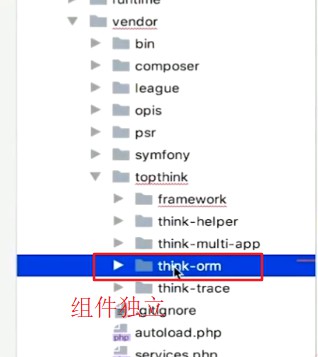 runtime
vendor
bin
composer
league
opis
psr
symfony
topthink
framework
think-helper
think-multi-app
think-orm
think-trace
组件独立
.gitignore
autoload.php
services.php